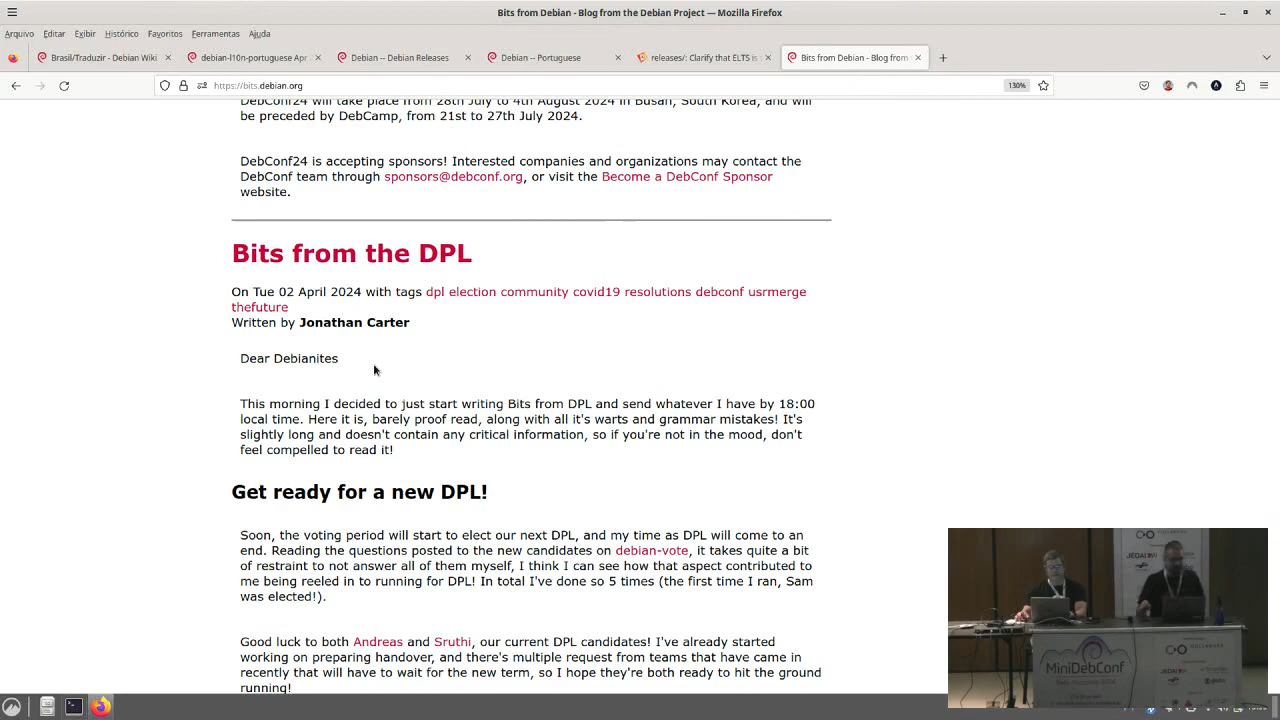 Bits from Debian - Blog from the Debian Project — Mozilla Firefox
Arquivo Editar Exibir Histórico Favoritos Ferramentas Ajuda
Brasil/Traduzir - Debian Wiki
debian-l10n-portuguese Apr
Debian -- Debian Releases
Debian -- Portuguese
releases/: Clarify that ELTS is
Bits from Debian - Blog from
https://bits.debian.org
130%
DebConf24 will take place from 28th July to 4th August 2024 in Busan, South Korea, and will
be preceded by DebCamp, from 21st to 27th July 2024.
DebConf24 is accepting sponsors! Interested companies and organizations may contact the
DebConf team through sponsors@debconf.org, or visit the Become a DebConf Sponsor
website.
Bits from the DPL
On Tue 02 April 2024 with tags dpl election community covid19 resolutions debconf usrmerge
thefuture
Written by Jonathan Carter
Dear Debianites
This morning I decided to just start writing Bits from DPL and send whatever I have by 18:00
local time. Here it is, barely proof read, along with all it's warts and grammar mistakes! It's
slightly long and doesn't contain any critical information, so if you're not in the mood, don't
feel compelled to read it!
Get ready for a new DPL!
Soon, the voting period will start to elect our next DPL, and my time as DPL will come to an
end. Reading the questions posted to the new candidates on debian-vote, it takes quite a bit
of restraint to not answer all of them myself, I think I can see how that aspect contributed to
me being reeled in to running for DPL! In total I've done so 5 times (the first time I ran, Sam
was elected!).
Good luck to both Andreas and Sruthi, our current DPL candidates! I've already started
working on preparing handover, and there's multiple request from teams that have came in
recently that will have to wait for the new term, so I hope they're both ready to hit the ground
running!
MiniDebConf